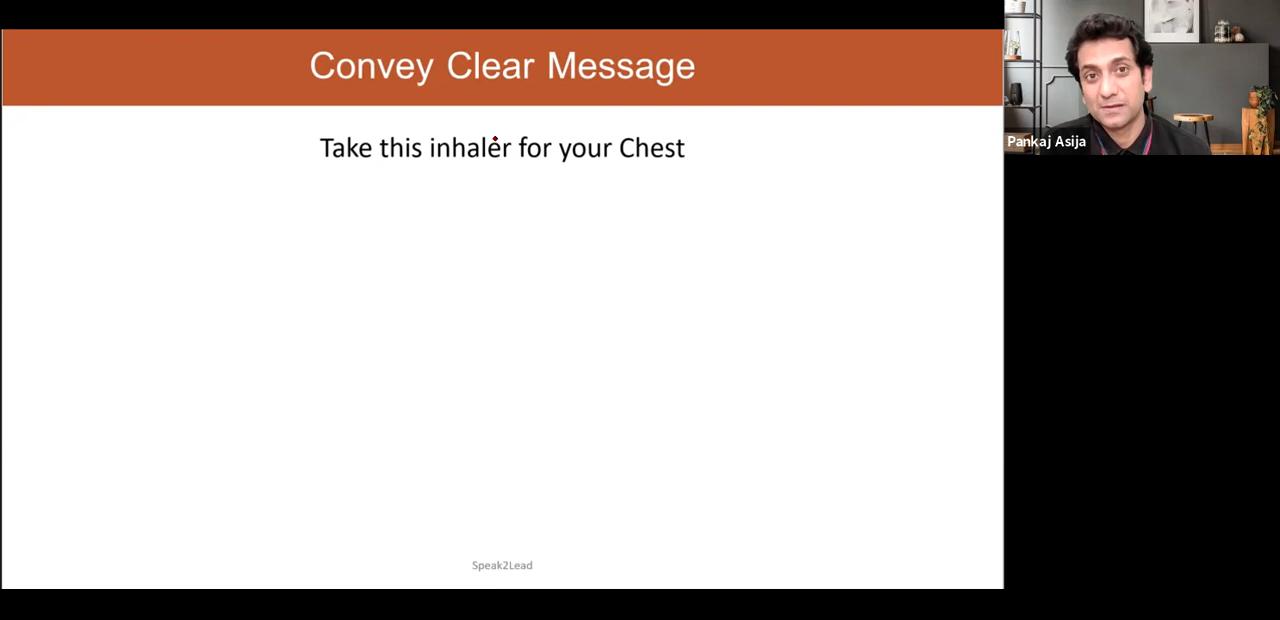 Convey Clear Message
Take this inhaler for your Chest
Pankaj Asija
Speak2Lead